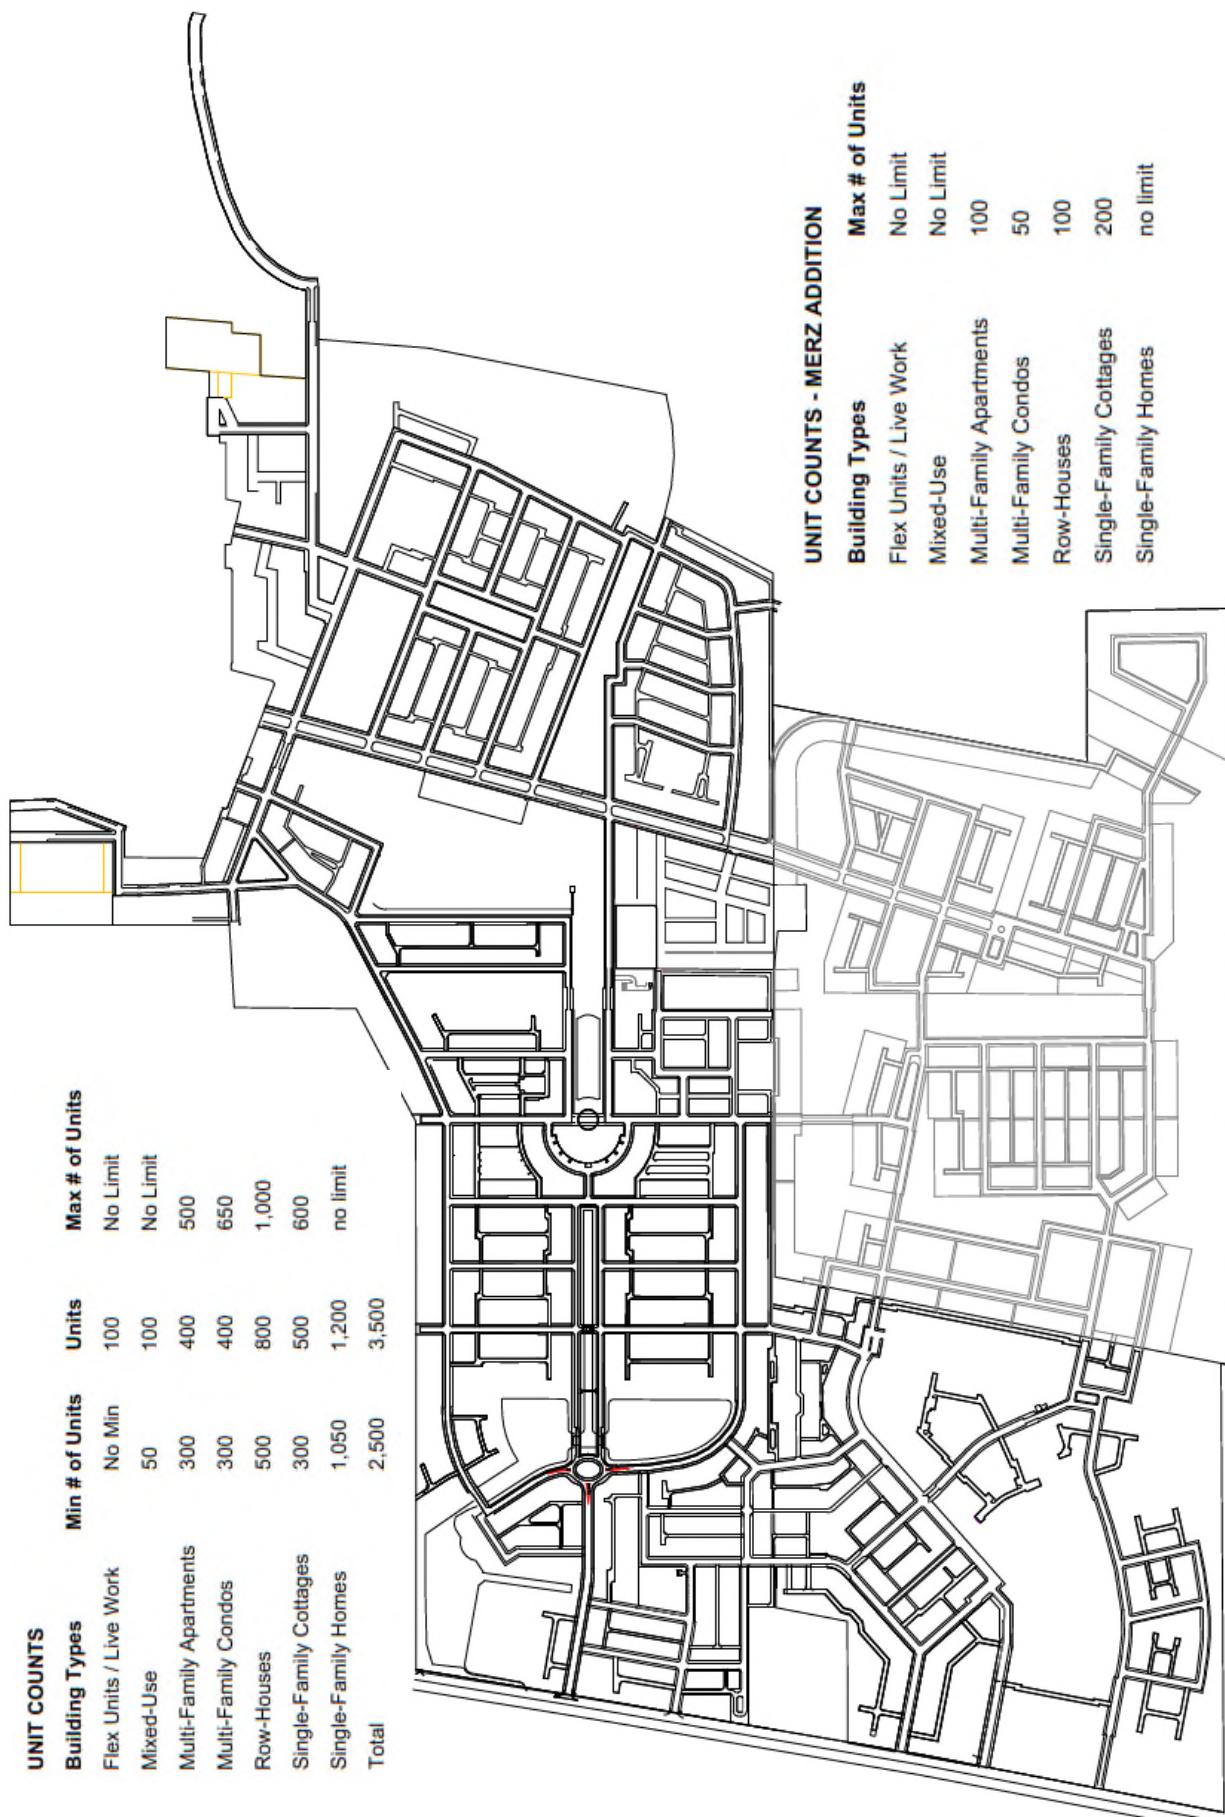 UNIT COUNTS
Building Types Min # of Units Units Max # of Units
Flex Units / Live Work No Min 100 No Limit
Mixed-Use 50 100 No Limit
Multi-Family Apartments 300 400 500
Multi-Family Condos 300 400 650
Row-Houses 500 800 1,000
Single-Family Cottages 300 500 600
Single-Family Homes 1,050 1,200 no limit
Total 2,500 3,500
UNIT COUNTS - MERZ ADDITION
Building Types Max # of Units
Flex Units / Live Work No Limit
Mixed-Use No Limit
Multi-Family Apartments 100
Multi-Family Condos 50
Row-Houses 100
Single-Family Cottages 200
Single-Family Homes no limit